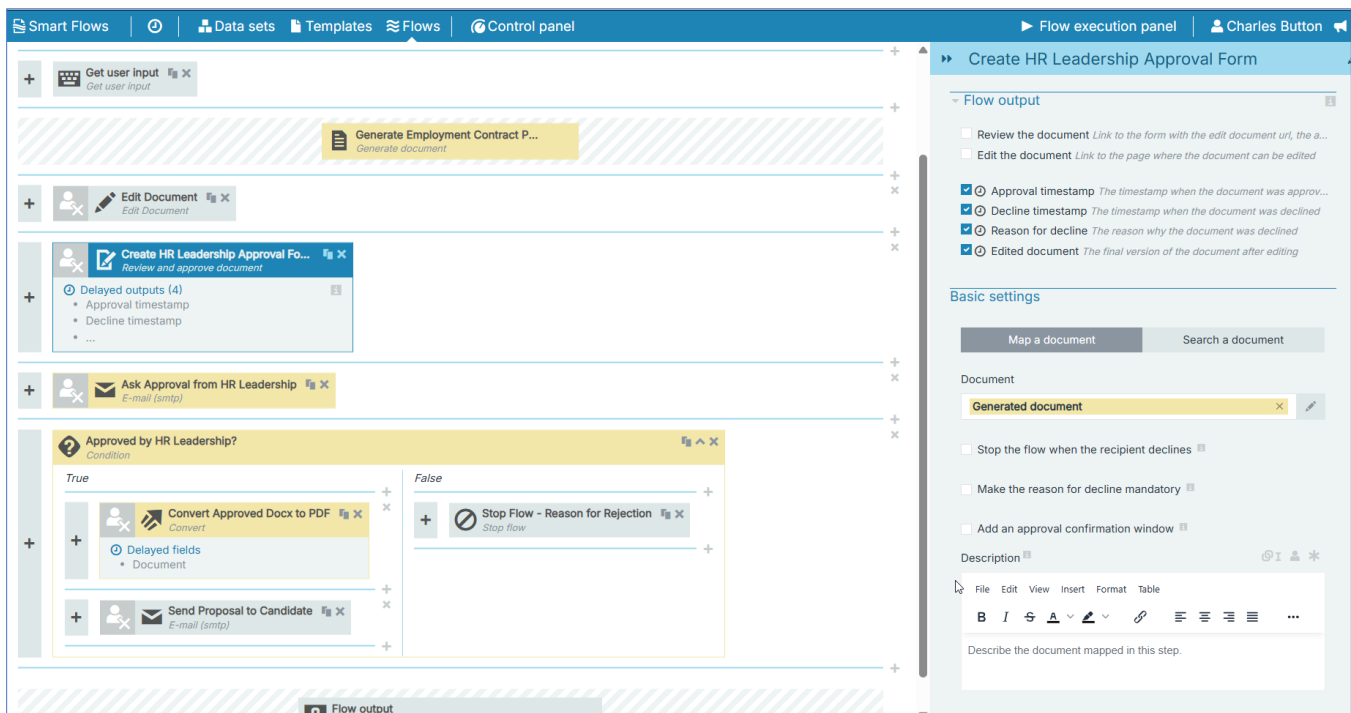 Smart Flows
Data sets
Templates
Flows
Control panel
Flow execution panel
Charles Button
Get user input
Get user input
Generate Employment Contract P...
Generate document
Edit Document
Edit Document
Create HR Leadership Approval Fo...
Review and approve document
Delayed outputs (4)
• Approval timestamp
• Decline timestamp
• ...
Ask Approval from HR Leadership
E-mail (smtp)
Approved by HR Leadership?
Condition
True
Convert Approved Docx to PDF
Convert
Delayed fields
• Document
Send Proposal to Candidate
E-mail (smtp)
False
Stop Flow - Reason for Rejection
Stop flow
Flow output
Create HR Leadership Approval Form
Flow output
Review the document Link to the form with the edit document url, the a...
Edit the document Link to the page where the document can be edited
Approval timestamp The timestamp when the document was approv...
Decline timestamp The timestamp when the document was declined
Reason for decline The reason why the document was declined
Edited document The final version of the document after editing
Basic settings
Map a document
Search a document
Document
Generated document
Stop the flow when the recipient declines
Make the reason for decline mandatory
Add an approval confirmation window
Description
File Edit View Insert Format Table
B I S A
Describe the document mapped in this step.